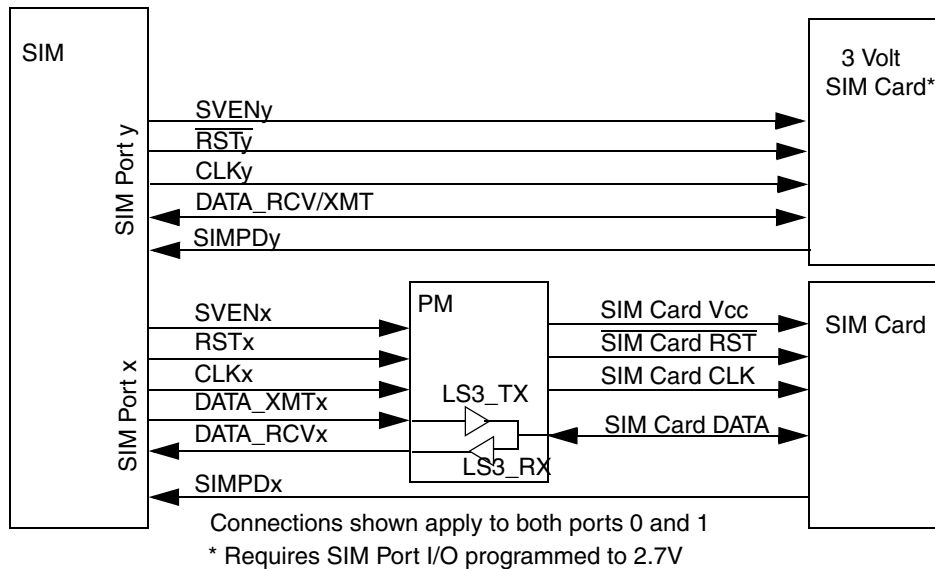 SIM
3 Volt
SIM Card*
SIM Port y
SVENy
RSTy
CLKy
DATA_RCV/XMT
SIMPDy
SIM Port x
SVENx
RSTx
CLKx
DATA_XMTx
DATA_RCVx
SIMPDx
PM
LS3_TX
LS3_RX
SIM Card Vcc
SIM Card RST
SIM Card CLK
SIM Card DATA
SIM Card
Connections shown apply to both ports 0 and 1
* Requires SIM Port I/O programmed to 2.7V